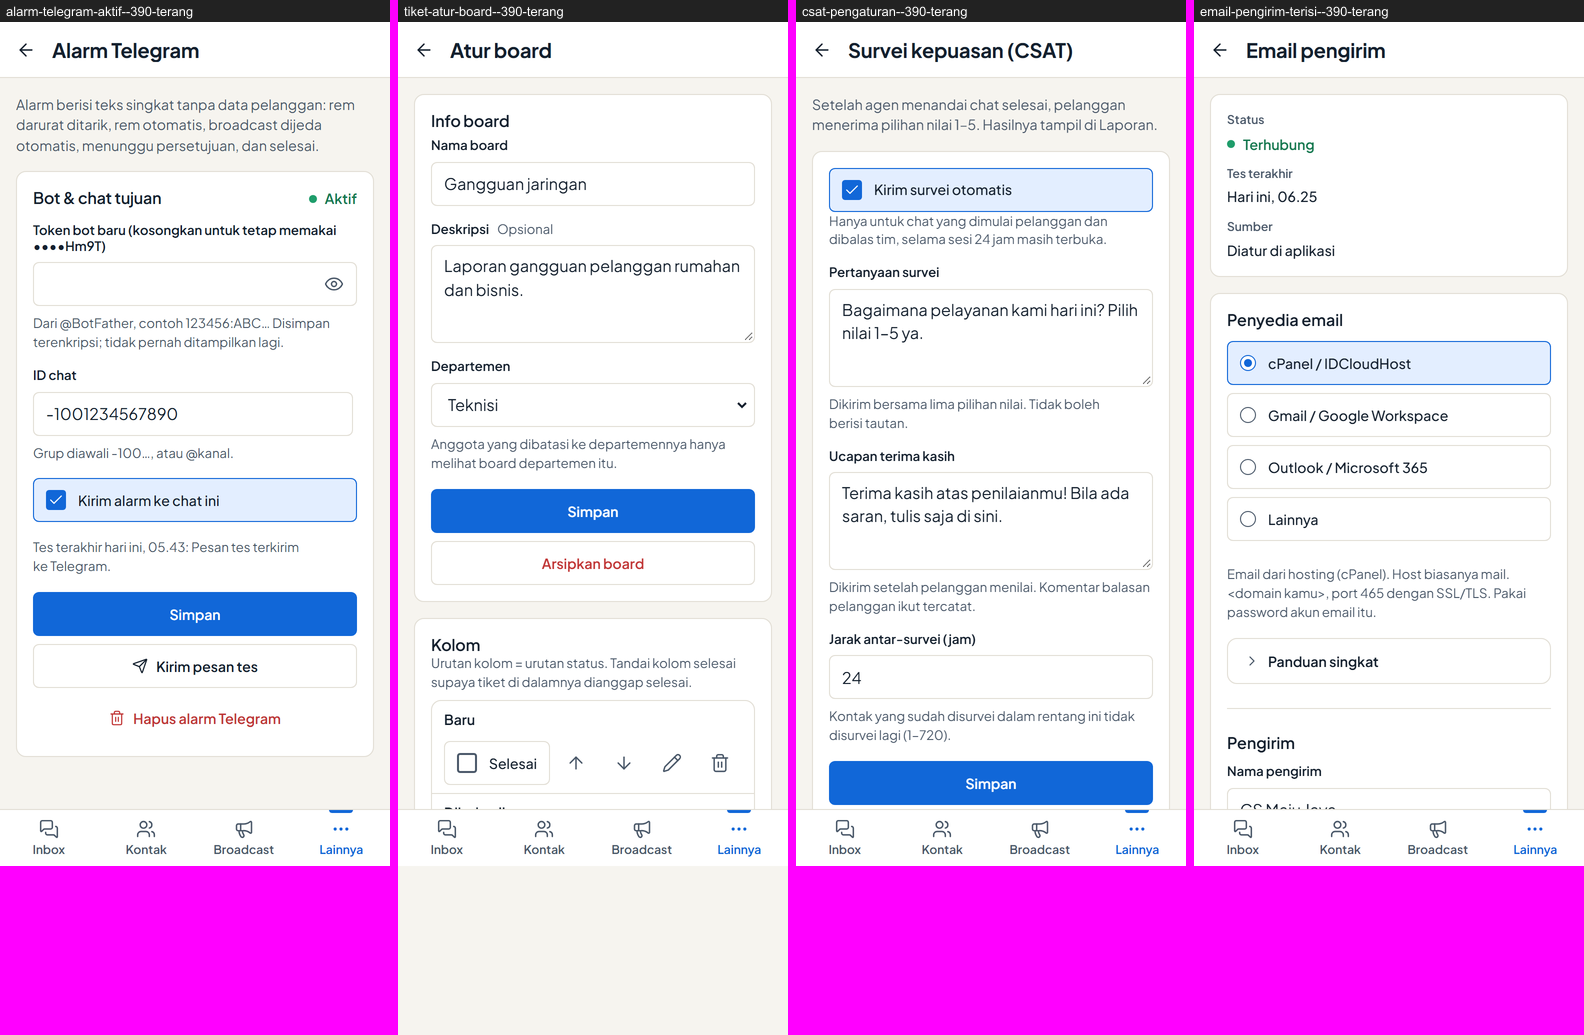 alarm-telegram-aktif--390-terang
Alarm Telegram
Alarm berisi teks singkat tanpa data pelanggan: rem
darurat ditarik, rem otomatis, broadcast dijeda
otomatis, menunggu persetujuan, dan selesai.
Bot & chat tujuan
Aktif
Token bot baru (kosongkan untuk tetap memakai
••••Hm9T)
Dari @BotFather, contoh 123456:ABC… Disimpan
terenkripsi; tidak pernah ditampilkan lagi.
ID chat
-1001234567890
Grup diawali -100…, atau @kanal.
Kirim alarm ke chat ini
Tes terakhir hari ini, 05.43: Pesan tes terkirim
ke Telegram.
Simpan
Kirim pesan tes
Hapus alarm Telegram
Inbox
Kontak
Broadcast
Lainnya
tiket-atur-board--390-terang
Atur board
Info board
Nama board
Gangguan jaringan
Deskripsi Opsional
Laporan gangguan pelanggan rumahan
dan bisnis.
Departemen
Teknisi
Anggota yang dibatasi ke departemennya hanya
melihat board departemen itu.
Simpan
Arsipkan board
Kolom
Urutan kolom = urutan status. Tandai kolom selesai
supaya tiket di dalamnya dianggap selesai.
Baru
Selesai
Inbox
Kontak
Broadcast
Lainnya
csat-pengaturan--390-terang
Survei kepuasan (CSAT)
Setelah agen menandai chat selesai, pelanggan
menerima pilihan nilai 1–5. Hasilnya tampil di Laporan.
Kirim survei otomatis
Hanya untuk chat yang dimulai pelanggan dan
dibalas tim, selama sesi 24 jam masih terbuka.
Pertanyaan survei
Bagaimana pelayanan kami hari ini? Pilih
nilai 1–5 ya.
Dikirim bersama lima pilihan nilai. Tidak boleh
berisi tautan.
Ucapan terima kasih
Terima kasih atas penilaianmu! Bila ada
saran, tulis saja di sini.
Dikirim setelah pelanggan menilai. Komentar balasan
pelanggan ikut tercatat.
Jarak antar-survei (jam)
24
Kontak yang sudah disurvei dalam rentang ini tidak
disurvei lagi (1–720).
Simpan
Inbox
Kontak
Broadcast
Lainnya
email-pengirim-terisi--390-terang
Email pengirim
Status
Terhubung
Tes terakhir
Hari ini, 06.25
Sumber
Diatur di aplikasi
Penyedia email
cPanel / IDCloudHost
Gmail / Google Workspace
Outlook / Microsoft 365
Lainnya
Email dari hosting (cPanel). Host biasanya mail.
<domain kamu>, port 465 dengan SSL/TLS. Pakai
password akun email itu.
Panduan singkat
Pengirim
Nama pengirim
Inbox
Kontak
Broadcast
Lainnya